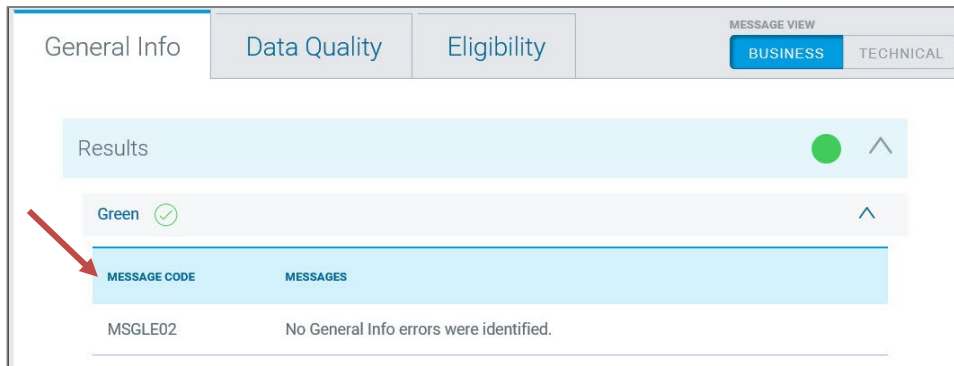 MESSAGE VIEW
General Info Data Quality Eligibility BUSINESS TECHNICAL
Results
Green
MESSAGE CODE MESSAGES
MSGLE02 No General Info errors were identified.